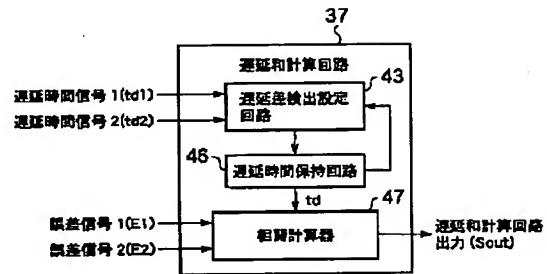 37
遅延和計算回路
43
遅延時間信号 1(td1)
遅延時間信号 2(td2)
遅延差検出設定
回路
46
遅延時間保持回路
td
47
誤差信号 1(E1)
誤差信号 2(E2)
相関計算器
遅延和計算回路
出力 (Sout)